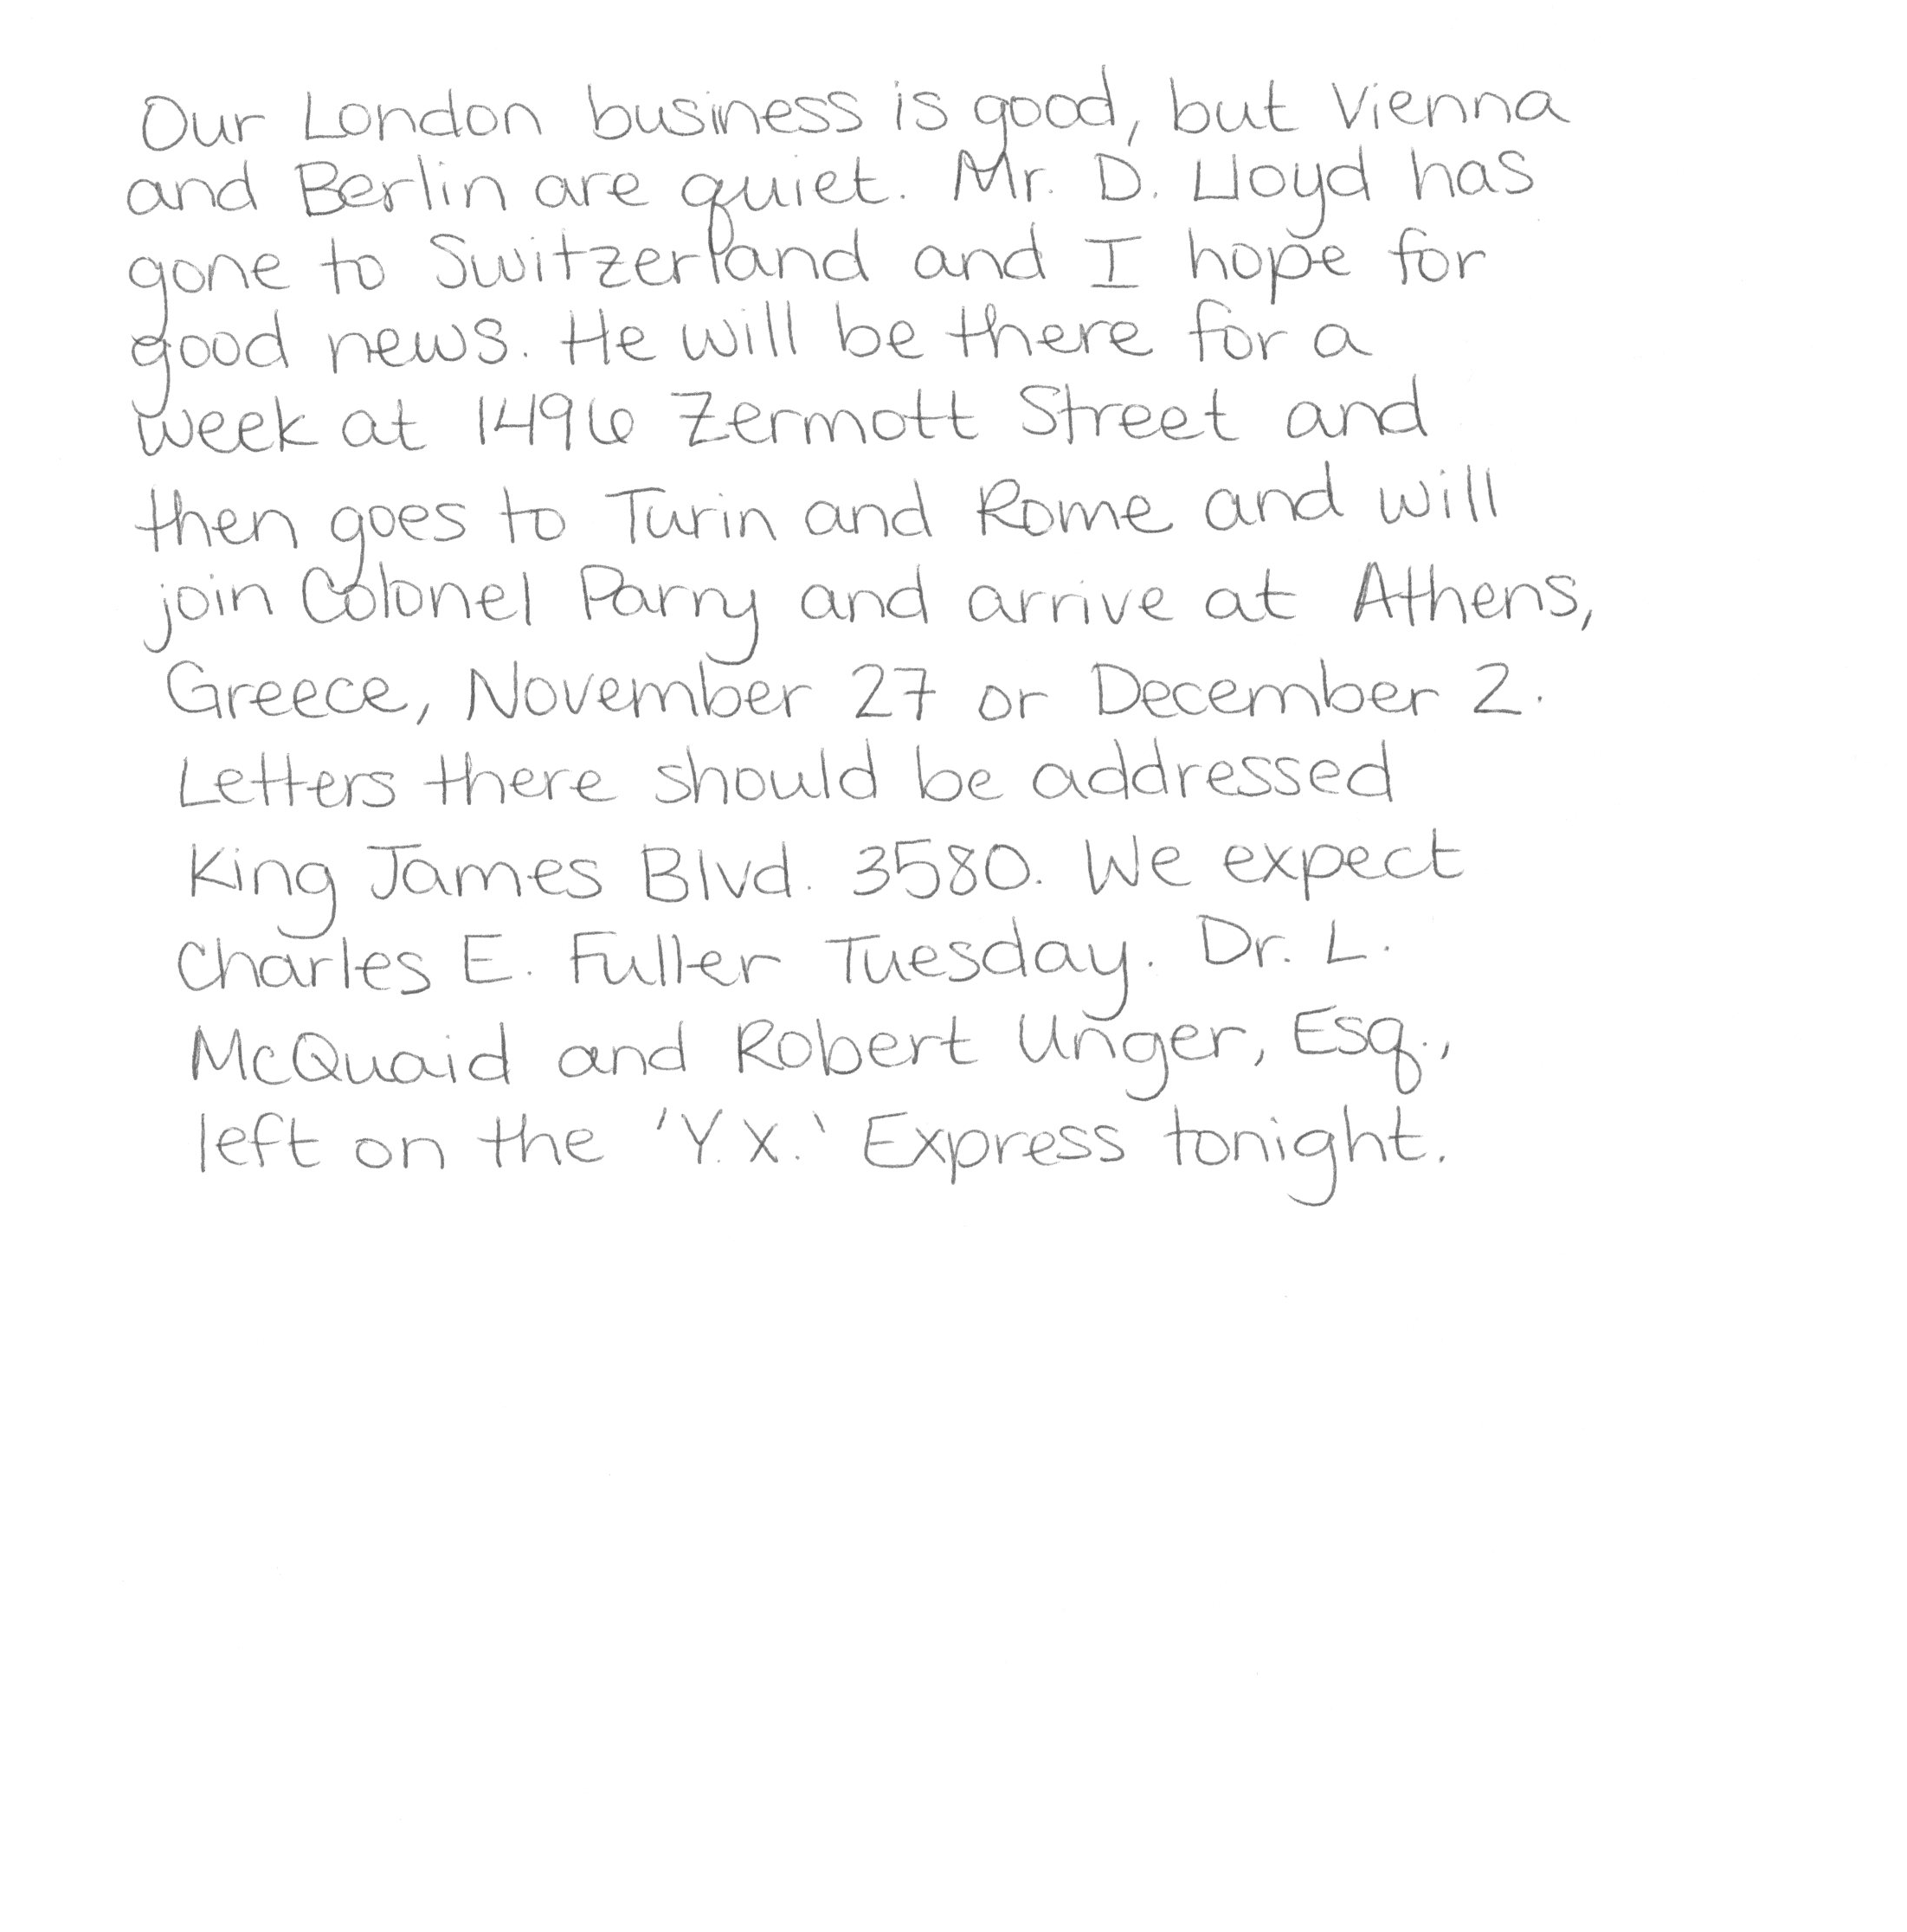 Our London business is good, but Vienna
and Berlin are quiet. Mr. D. Lloyd has
gone to Switzerland and I hope for
good news. He will be there for a
week at 1496 Zermott Street and
then goes to Turin and Rome and will
join Colonel Parry and arrive at Athens,
Greece, November 27 or December 2.
Letters there should be addressed
King James Blvd. 3580. We expect
Charles E. Fuller Tuesday. Dr. L.
McQuaid and Robert Unger, Esq.,
left on the 'Y.X.' Express tonight.